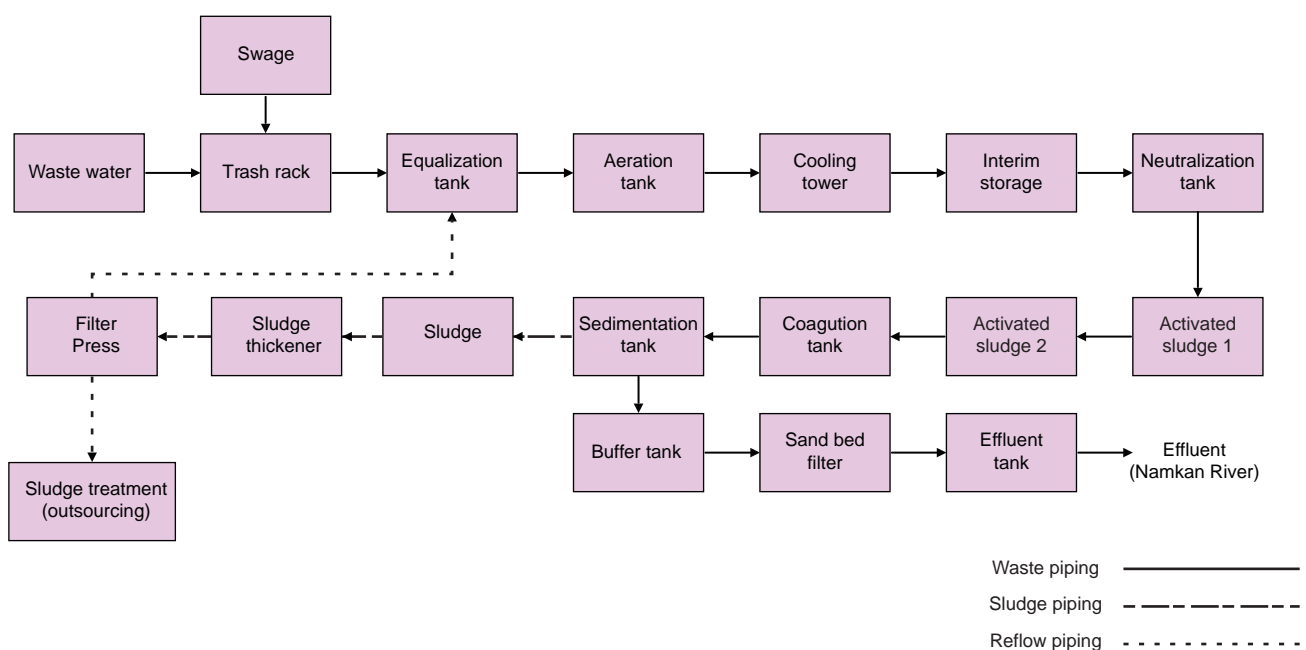 Swage
Waste water
Trash rack
Equalization
tank
Aeration
tank
Cooling
tower
Interim
storage
Neutralization
tank
Filter
Press
Sludge
thickener
Sludge
Sedimentation
tank
Coagution
tank
Activated
sludge 2
Activated
sludge 1
Buffer tank
Sand bed
filter
Effluent
tank
Effluent
(Namkan River)
Sludge treatment
(outsourcing)
Waste piping
Sludge piping
Reflow piping